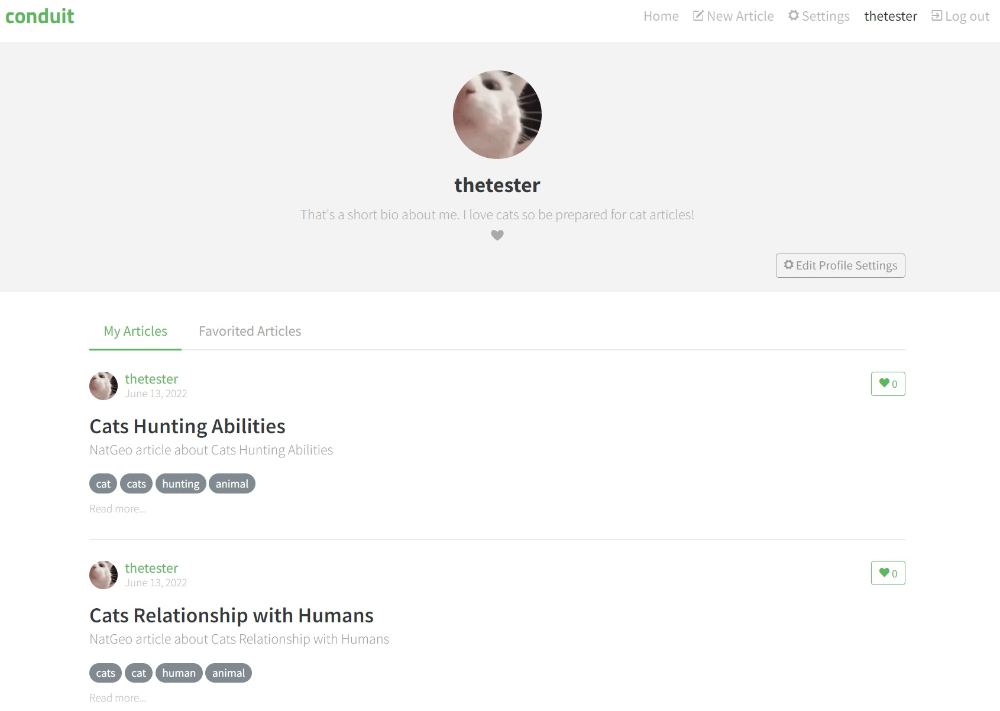 conduit
Home New Article Settings thetester Log out
thetester
That's a short bio about me. I love cats so be prepared for cat articles!
Edit Profile Settings
My Articles Favorited Articles
thetester
June 13, 2022
0
Cats Hunting Abilities
NatGeo article about Cats Hunting Abilities
cat cats hunting animal
Read more...
thetester
June 13, 2022
0
Cats Relationship with Humans
NatGeo article about Cats Relationship with Humans
cats cat human animal
Read more...